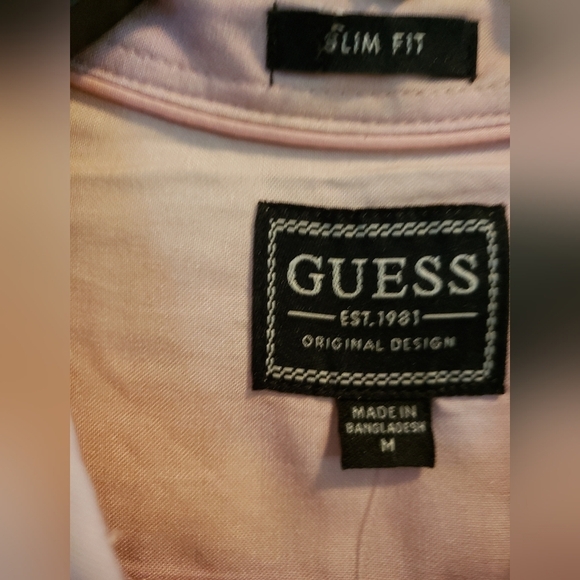 SLIM FIT
GUESS
EST. 1981
ORIGINAL DESIGN
MADE IN
BANGLADESH
M